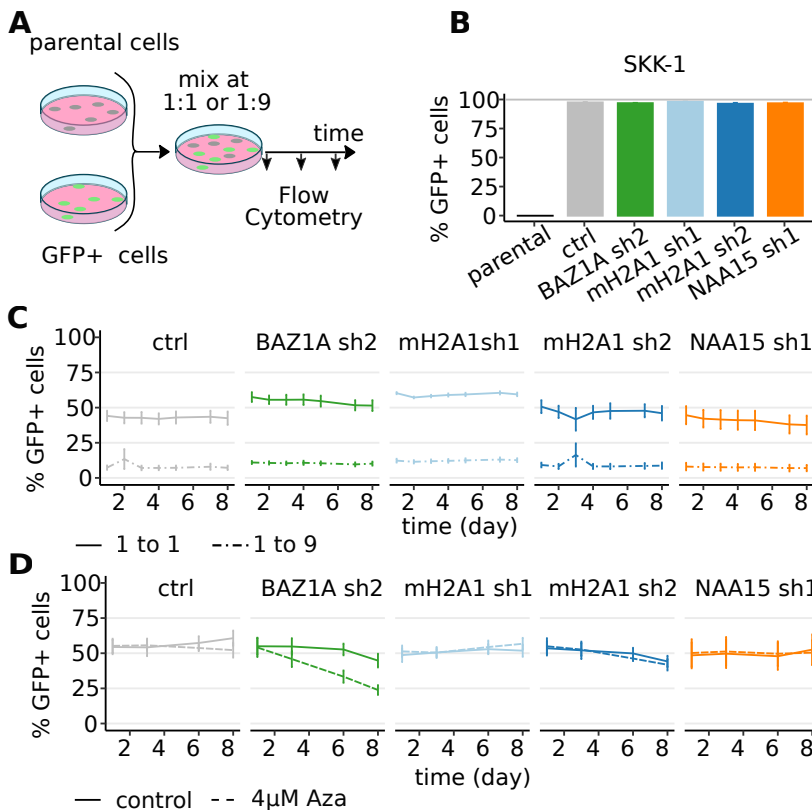 A
parental cells
mix at
1:1 or 1:9
time
Flow
Cytometry
GFP+ cells
B
SKK-1
% GFP+ cells
100
75
50
25
0
parental
ctrl
BAZ1A sh2
mH2A1 sh1
mH2A1 sh2
NAA15 sh1
C
ctrl
BAZ1A sh2
mH2A1sh1
mH2A1 sh2
NAA15 sh1
% GFP+ cells
100
75
50
25
0
2 4 6 8
2 4 6 8
2 4 6 8
2 4 6 8
2 4 6 8
time (day)
1 to 1
1 to 9
D
ctrl
BAZ1A sh2
mH2A1 sh1
mH2A1 sh2
NAA15 sh1
% GFP+ cells
100
75
50
25
0
2 4 6 8
2 4 6 8
2 4 6 8
2 4 6 8
2 4 6 8
time (day)
control
4µM Aza